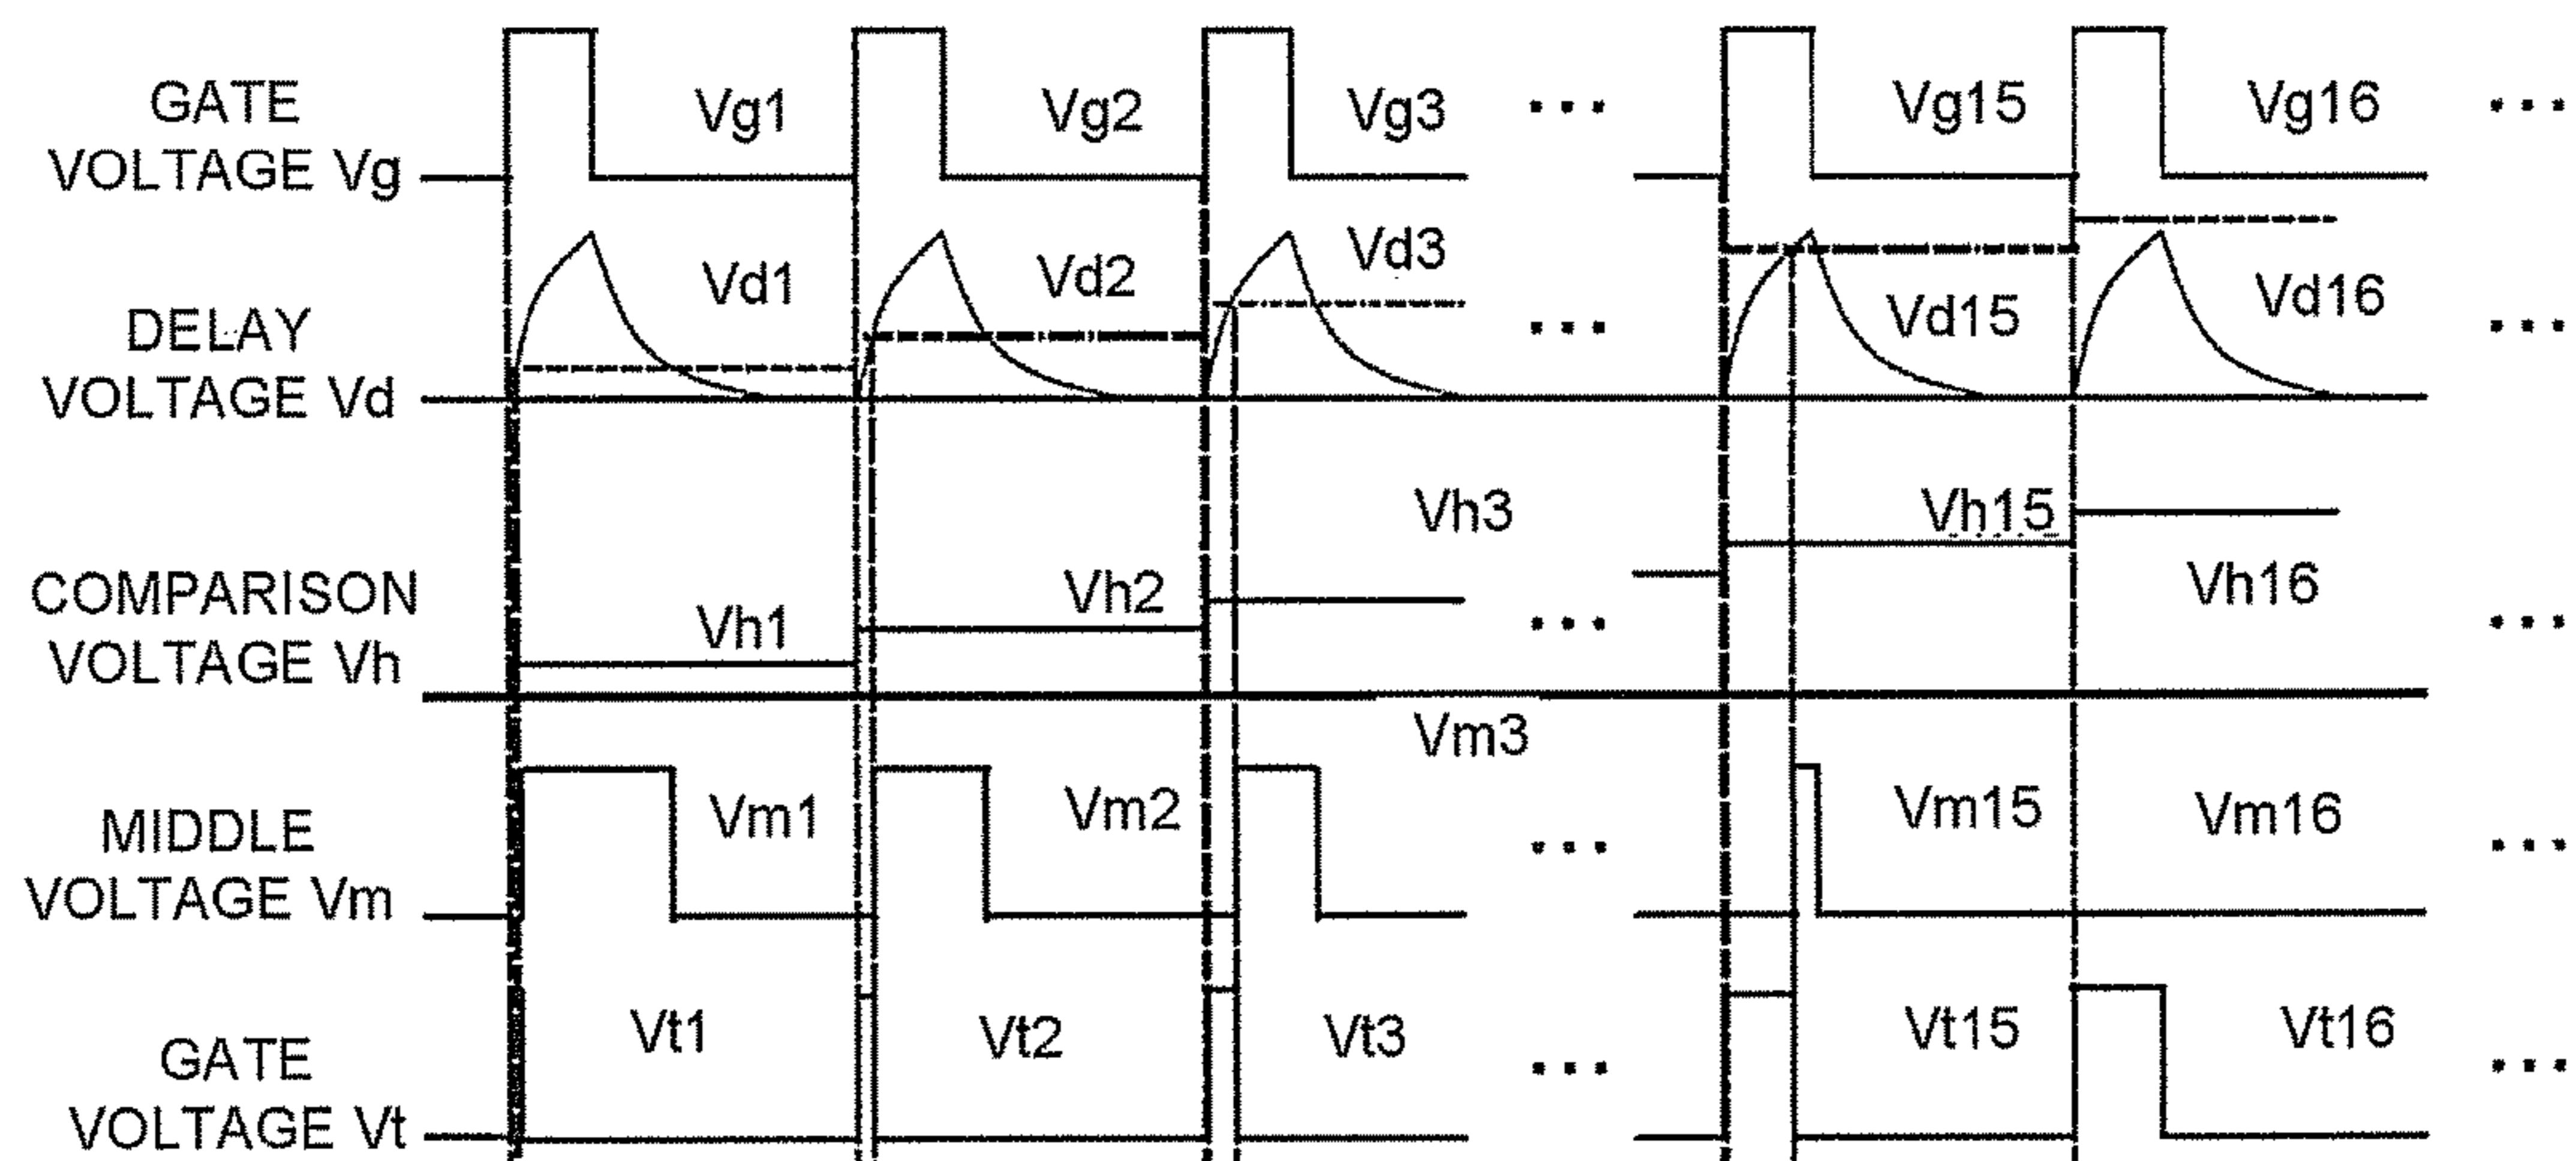 GATE
VOLTAGE Vg
Vg1
Vg2
Vg3
...
Vg15
Vg16
...
DELAY
VOLTAGE Vd
Vd1
Vd2
Vd3
...
Vd15
Vd16
...
COMPARISON
VOLTAGE Vh
Vh1
Vh2
Vh3
...
Vh15
Vh16
...
MIDDLE
VOLTAGE Vm
Vm1
Vm2
Vm3
...
Vm15
Vm16
...
GATE
VOLTAGE Vt
Vt1
Vt2
Vt3
...
Vt15
Vt16
...